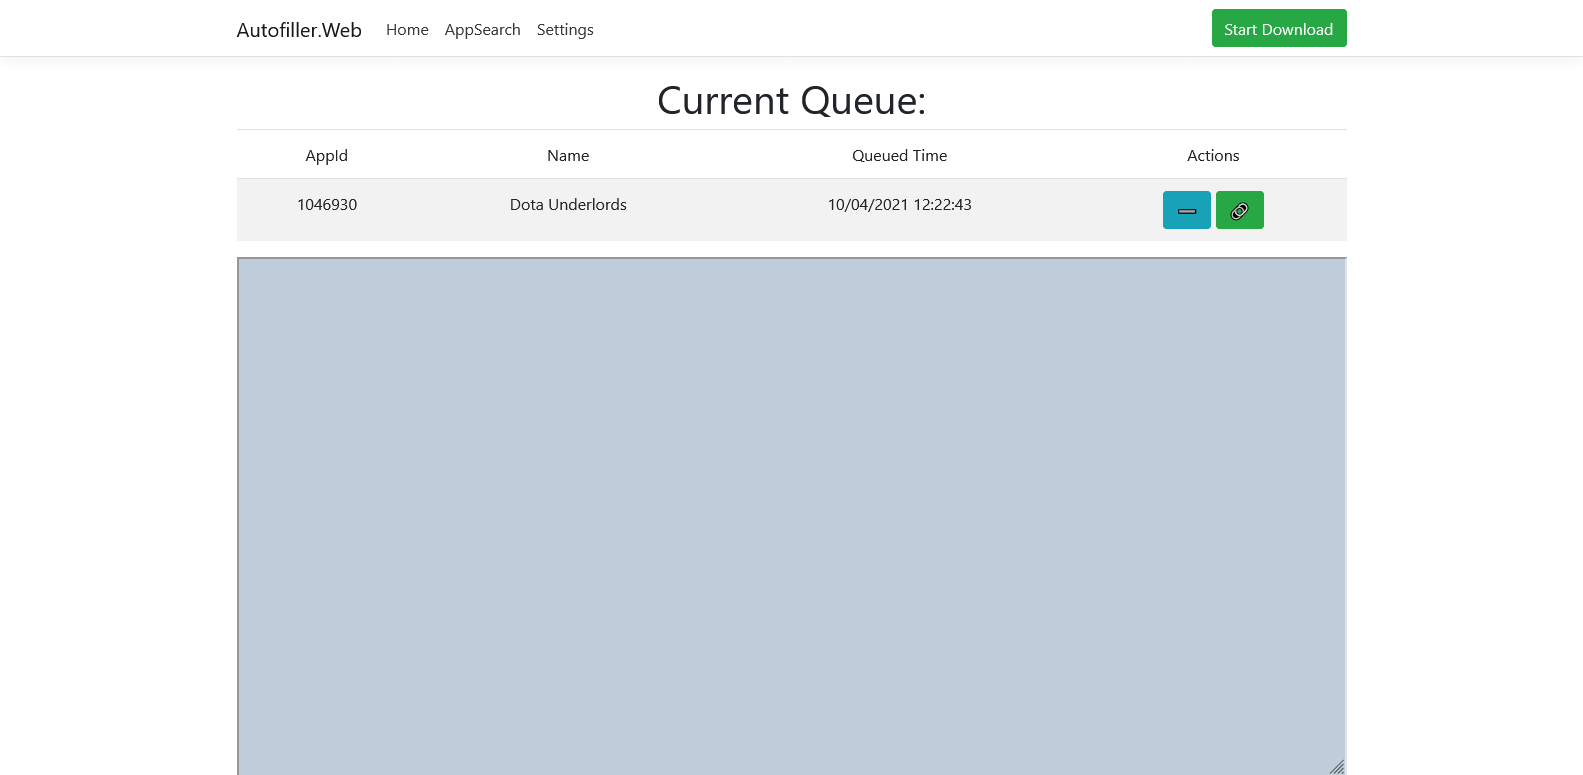 Autofiller.Web Home AppSearch Settings Start Download
Current Queue:
AppId Name Queued Time Actions
1046930 Dota Underlords 10/04/2021 12:22:43